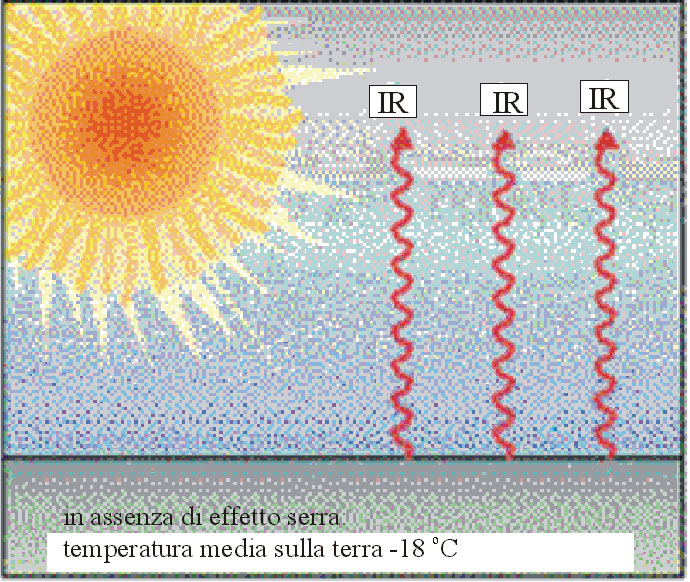 IR IR IR
in assenza di effetto serra
temperatura media sulla terra -18 °C